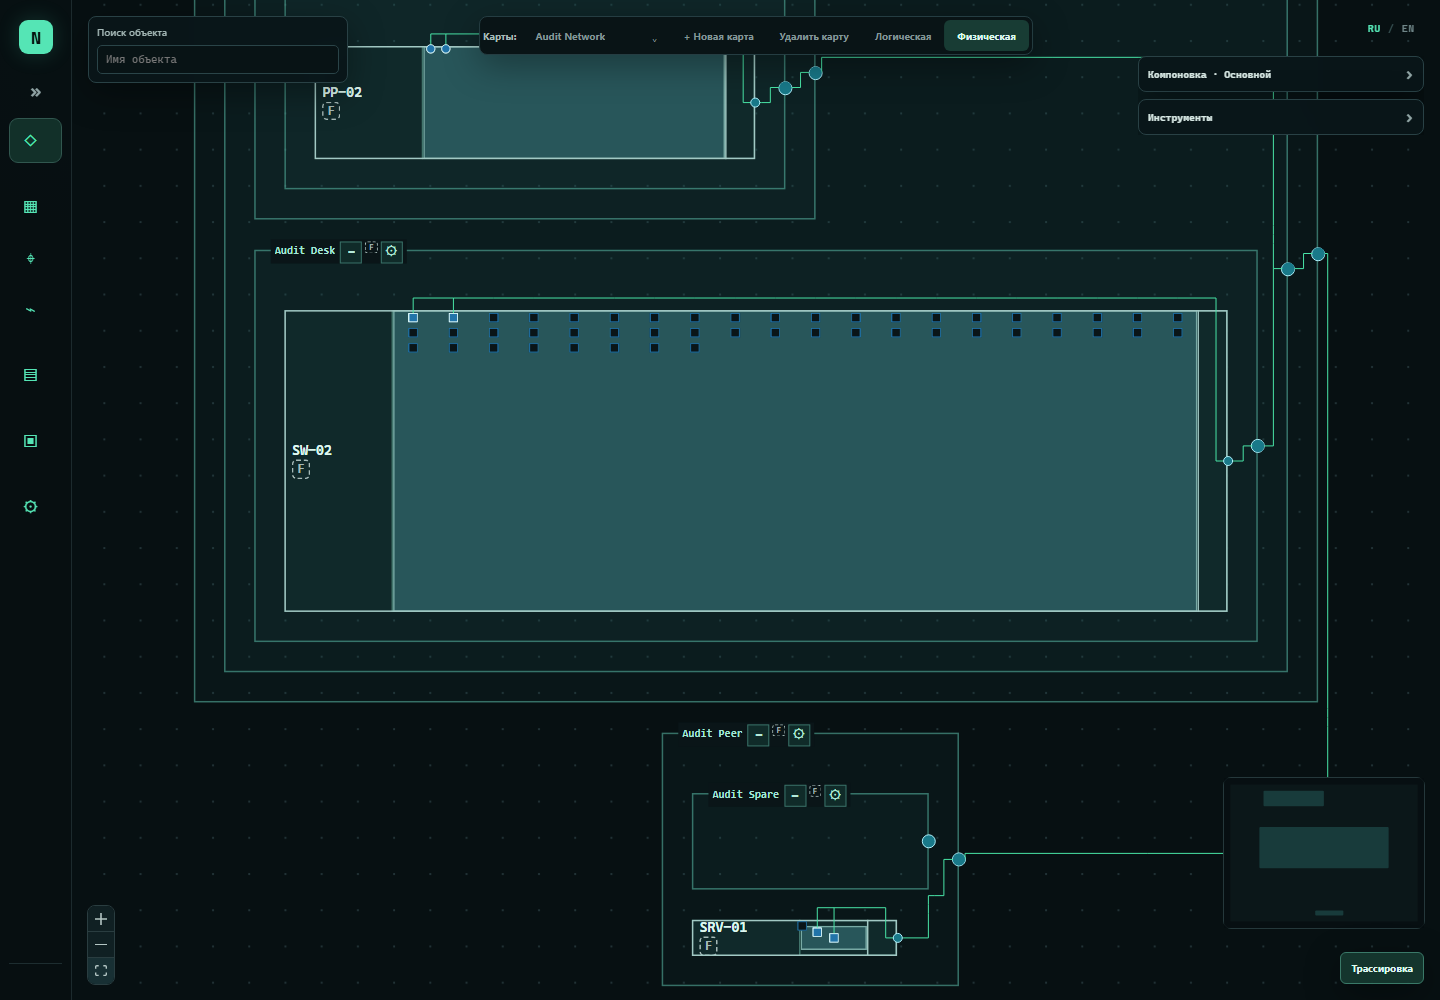 N
Поиск объекта
Имя объекта
Карты:
Audit Network
+ Новая карта
Удалить карту
Логическая
Физическая
RU / EN
Компоновка · Основной
Инструменты
PP-02
F
Audit Desk
F
SW-02
F
Audit Peer
F
Audit Spare
F
SRV-01
F
Трассировка